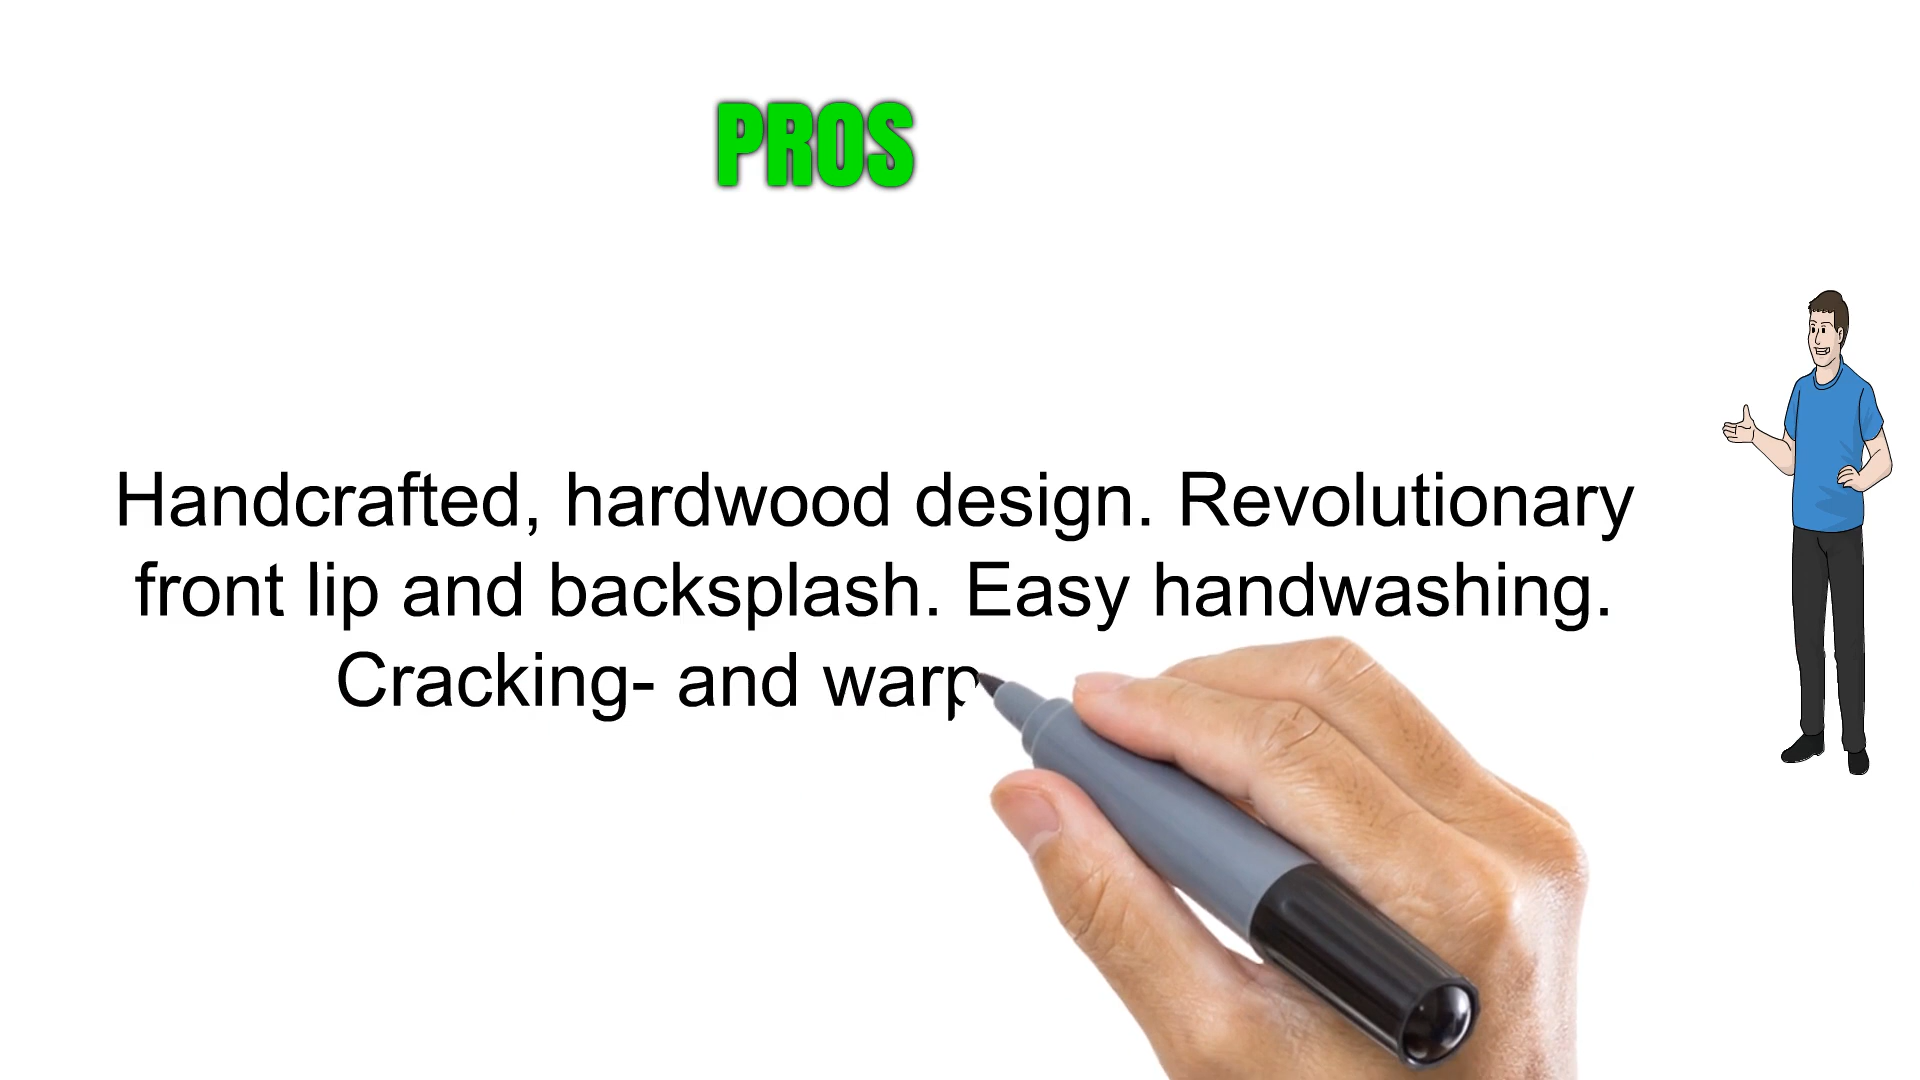 PROS
Handcrafted, hardwood design. Revolutionary
front lip and backsplash. Easy handwashing.
Cracking- and warp